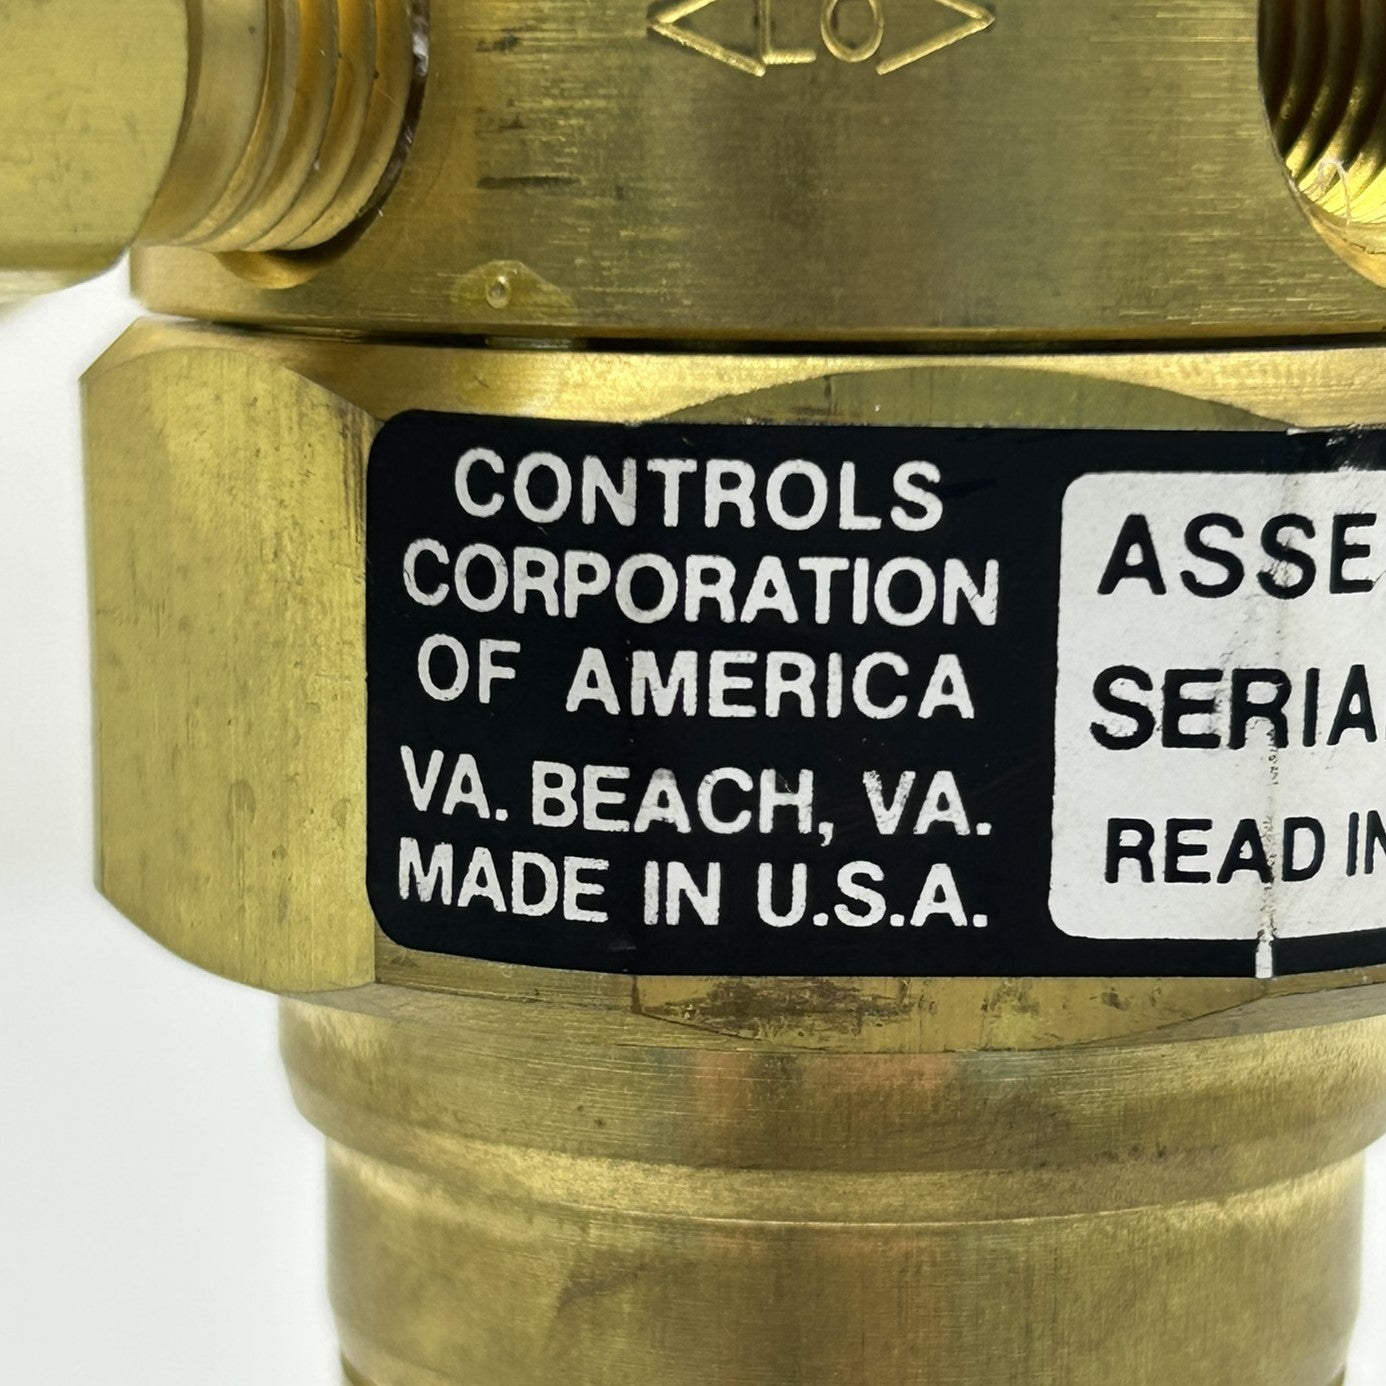 LO
CONTROLS
CORPORATION
OF AMERICA
VA. BEACH, VA.
MADE IN U.S.A.
ASSE
SERIA
READ IN